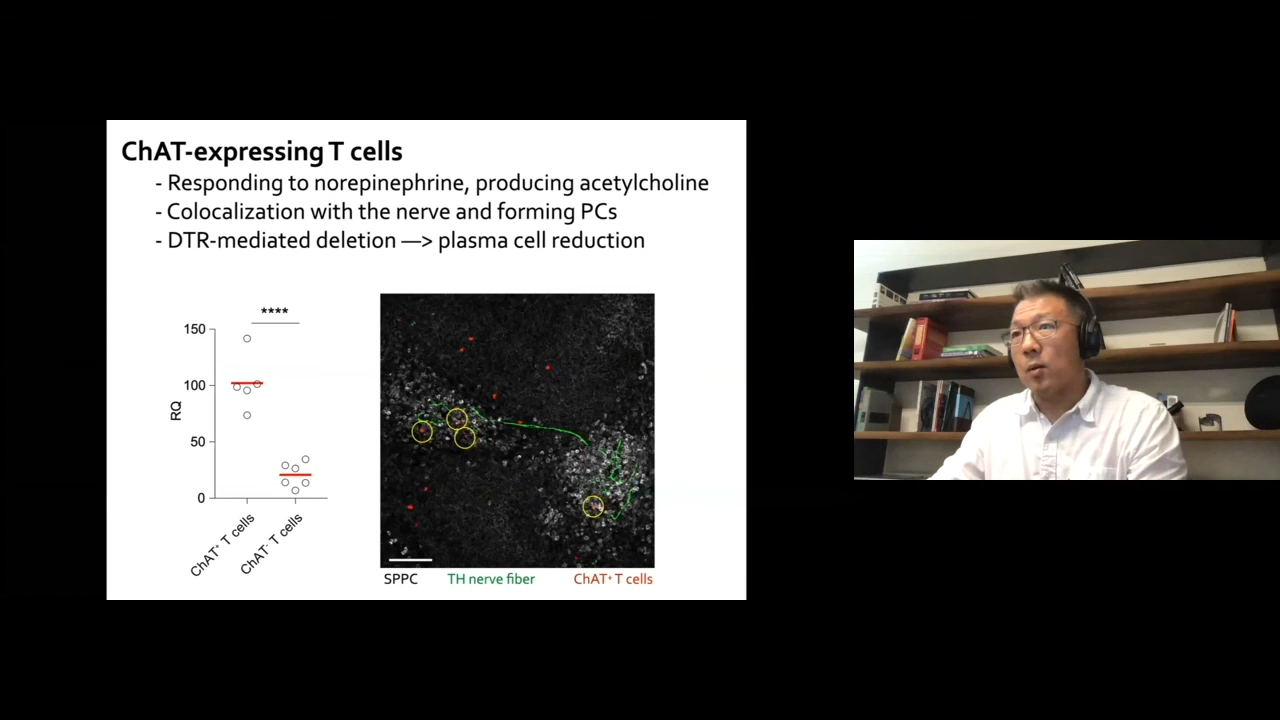 ChAT-expressing T cells
- Responding to norepinephrine, producing acetylcholine
- Colocalization with the nerve and forming PCs
- DTR-mediated deletion —> plasma cell reduction
****
150
100
50
0
RQ
ChAT⁺ T cells
ChAT⁻ T cells
SPPC TH nerve fiber ChAT⁺ T cells